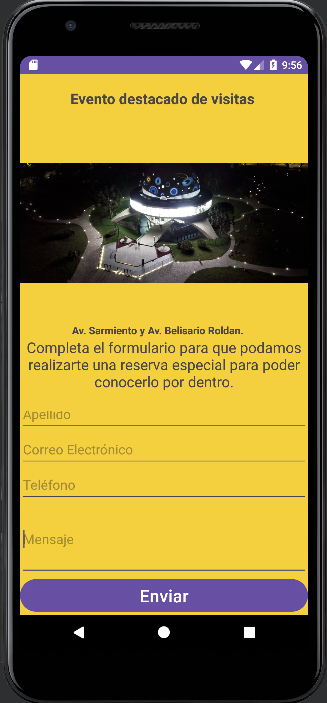 9:56
Evento destacado de visitas
Av. Sarmiento y Av. Belisario Roldan.
Completa el formulario para que podamos
realizarte una reserva especial para poder
conocerlo por dentro.
Apellido
Correo Electrónico
Teléfono
Mensaje
Enviar